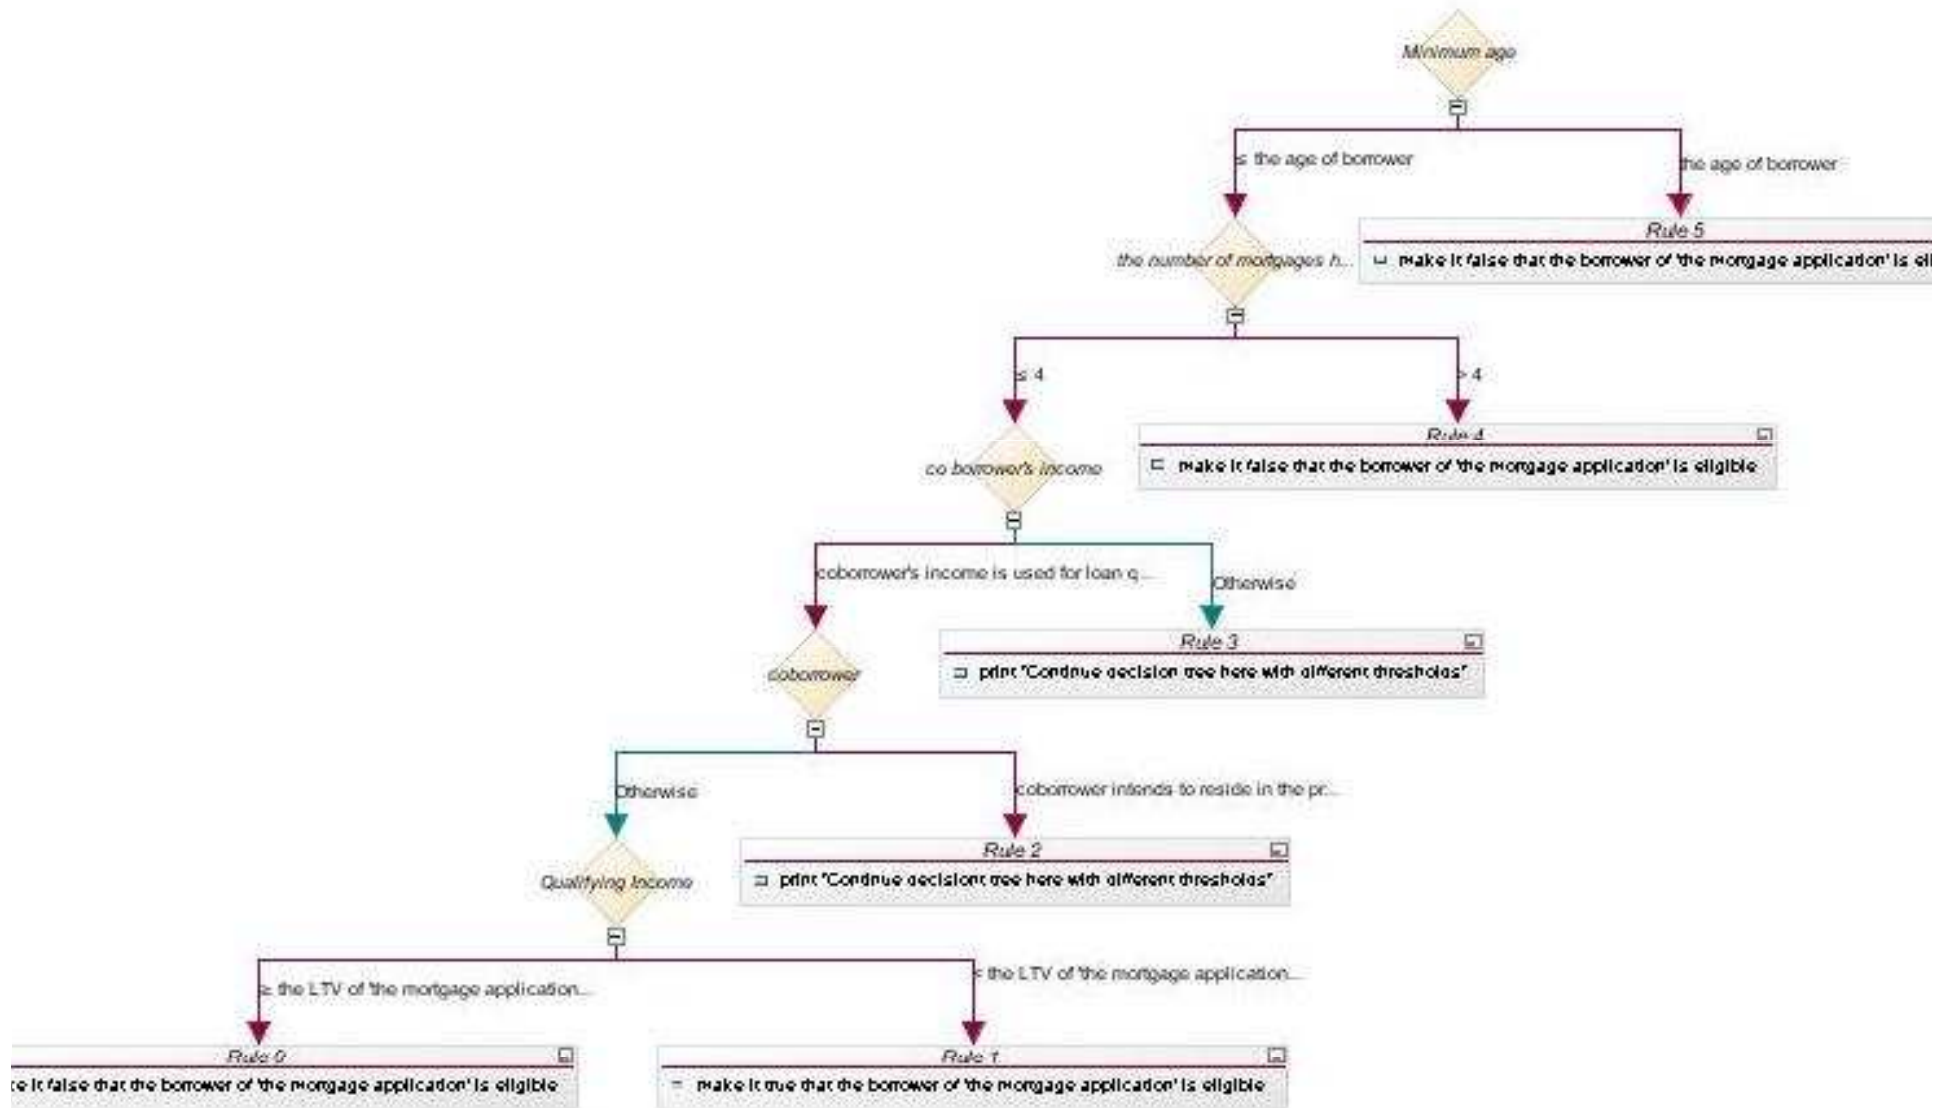 Minimum age
≤ the age of borrower
the age of borrower
the number of mortgages h...
Rule 5
make it false that the borrower of 'the mortgage application' is eli
≤ 4
> 4
co borrower's income
Rule 4
make it false that the borrower of 'the mortgage application' is eligible
coborrower's income is used for loan q...
Otherwise
coborrower
Rule 3
print "Continue decision tree here with different thresholds"
Otherwise
coborrower intends to reside in the pr...
Qualifying Income
Rule 2
print "Continue decisiont tree here with different thresholds"
≥ the LTV of 'the mortgage application...
< the LTV of 'the mortgage application...
Rule 0
ke it false that the borrower of 'the mortgage application' is eligible
Rule 1
make it true that the borrower of 'the mortgage application' is eligible